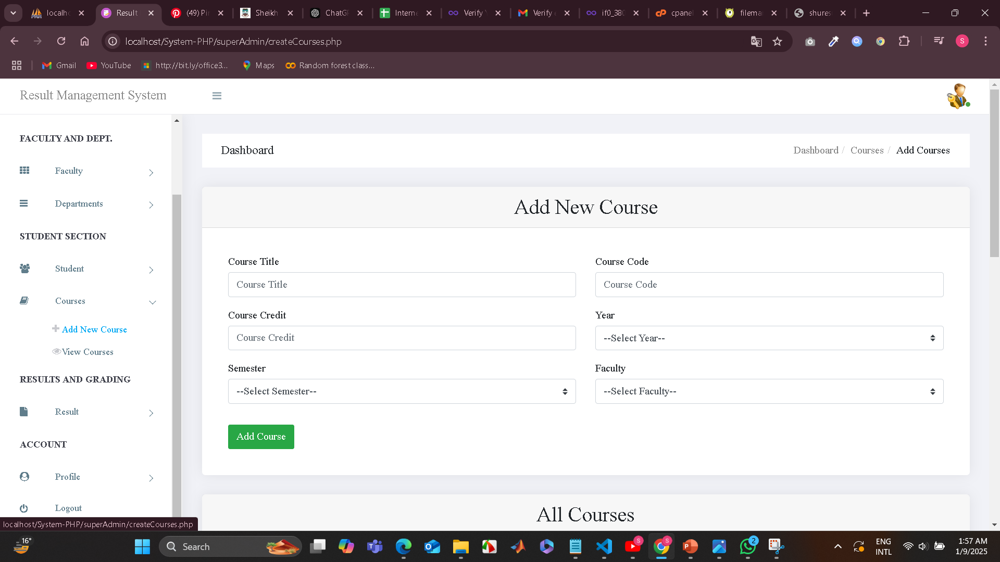 localhc
Result
(49) Pi
Sheikh
ChatGP
Intern
Verify
Verify
if0_380
cpanel
filema
shures
localhost/System-PHP/superAdmin/createCourses.php
S
Gmail
YouTube
http://bit.ly/office3...
Maps
Random forest class...
Result Management System
FACULTY AND DEPT.
Faculty
Departments
STUDENT SECTION
Student
Courses
Add New Course
View Courses
RESULTS AND GRADING
Result
ACCOUNT
Profile
Logout
localhost/System-PHP/superAdmin/createCourses.php
Dashboard
Dashboard / Courses / Add Courses
Add New Course
Course Title
Course Title
Course Code
Course Code
Course Credit
Course Credit
Year
--Select Year--
Semester
--Select Semester--
Faculty
--Select Faculty--
Add Course
All Courses
16°
Search
S
S
2
ENG
INTL
1:57 AM
1/9/2025